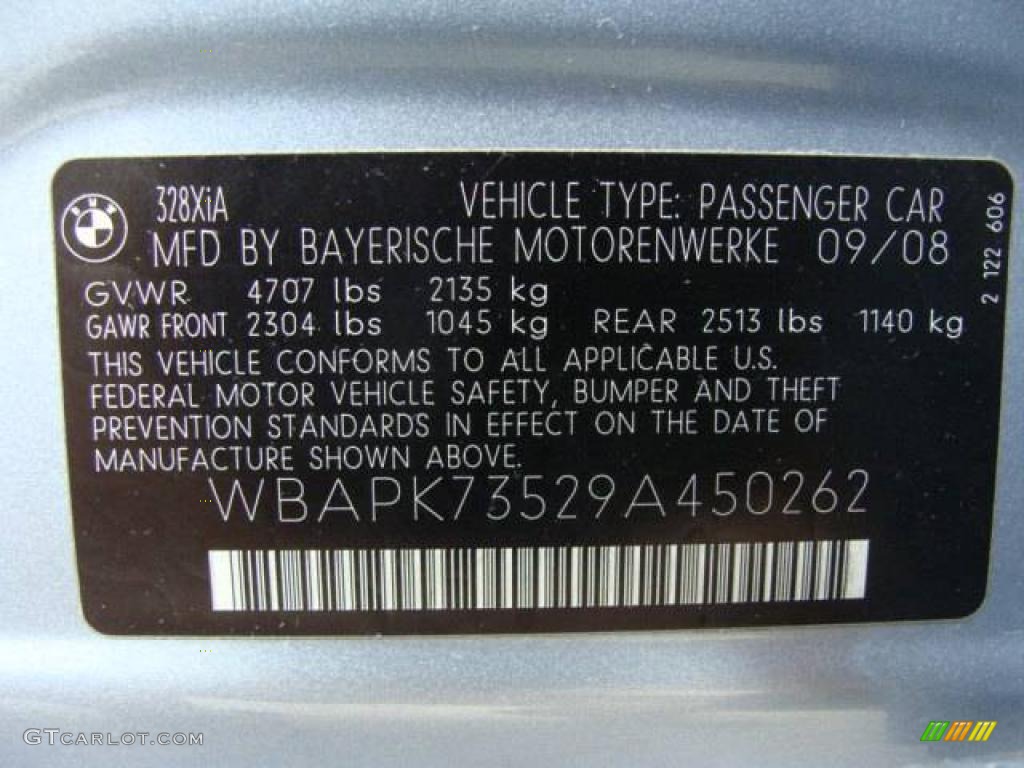 BMW
328XiA VEHICLE TYPE: PASSENGER CAR
MFD BY BAYERISCHE MOTORENWERKE 09/08
GVWR 4707 lbs 2135 kg
GAWR FRONT 2304 lbs 1045 kg REAR 2513 lbs 1140 kg
THIS VEHICLE CONFORMS TO ALL APPLICABLE U.S.
FEDERAL MOTOR VEHICLE SAFETY, BUMPER AND THEFT
PREVENTION STANDARDS IN EFFECT ON THE DATE OF
MANUFACTURE SHOWN ABOVE.
WBAPK73529A450262
2 122 606
GTCARLOT.COM